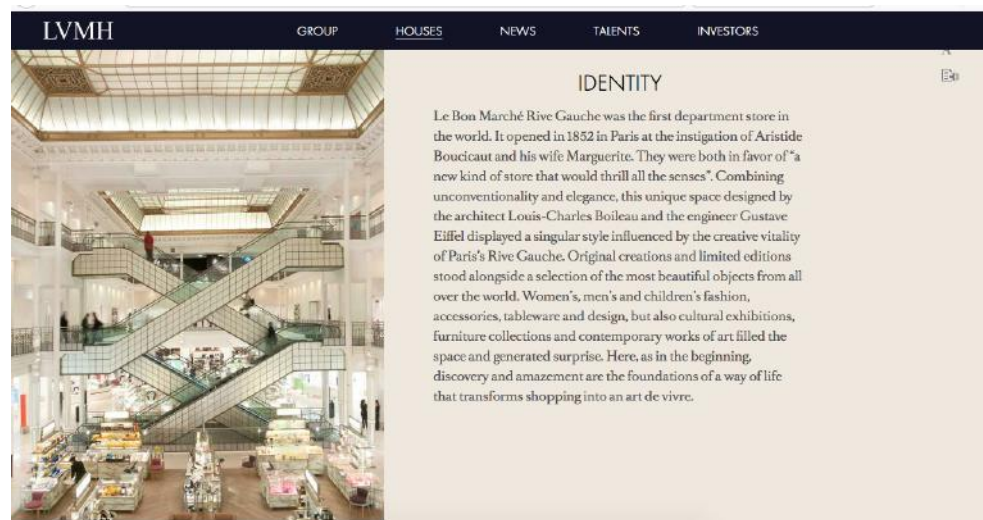 LVMH
GROUP HOUSES NEWS TALENTS INVESTORS
IDENTITY
Le Bon Marché Rive Gauche was the first department store in
the world. It opened in 1852 in Paris at the instigation of Aristide
Boucicaut and his wife Marguerite. They were both in favor of “a
new kind of store that would thrill all the senses”. Combining
unconventionality and elegance, this unique space designed by
the architect Louis-Charles Boileau and the engineer Gustave
Eiffel displayed a singular style influenced by the creative vitality
of Paris's Rive Gauche. Original creations and limited editions
stood alongside a selection of the most beautiful objects from all
over the world. Women's, men's and children's fashion,
accessories, tableware and design, but also cultural exhibitions,
furniture collections and contemporary works of art filled the
space and generated surprise. Here, as in the beginning,
discovery and amazement are the foundations of a way of life
that transforms shopping into an art de vivre.